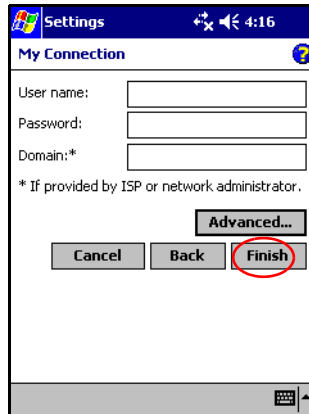 Settings 4:16
My Connection ?
User name:
Password:
Domain:*
* If provided by ISP or network administrator.
Advanced...
Cancel Back Finish